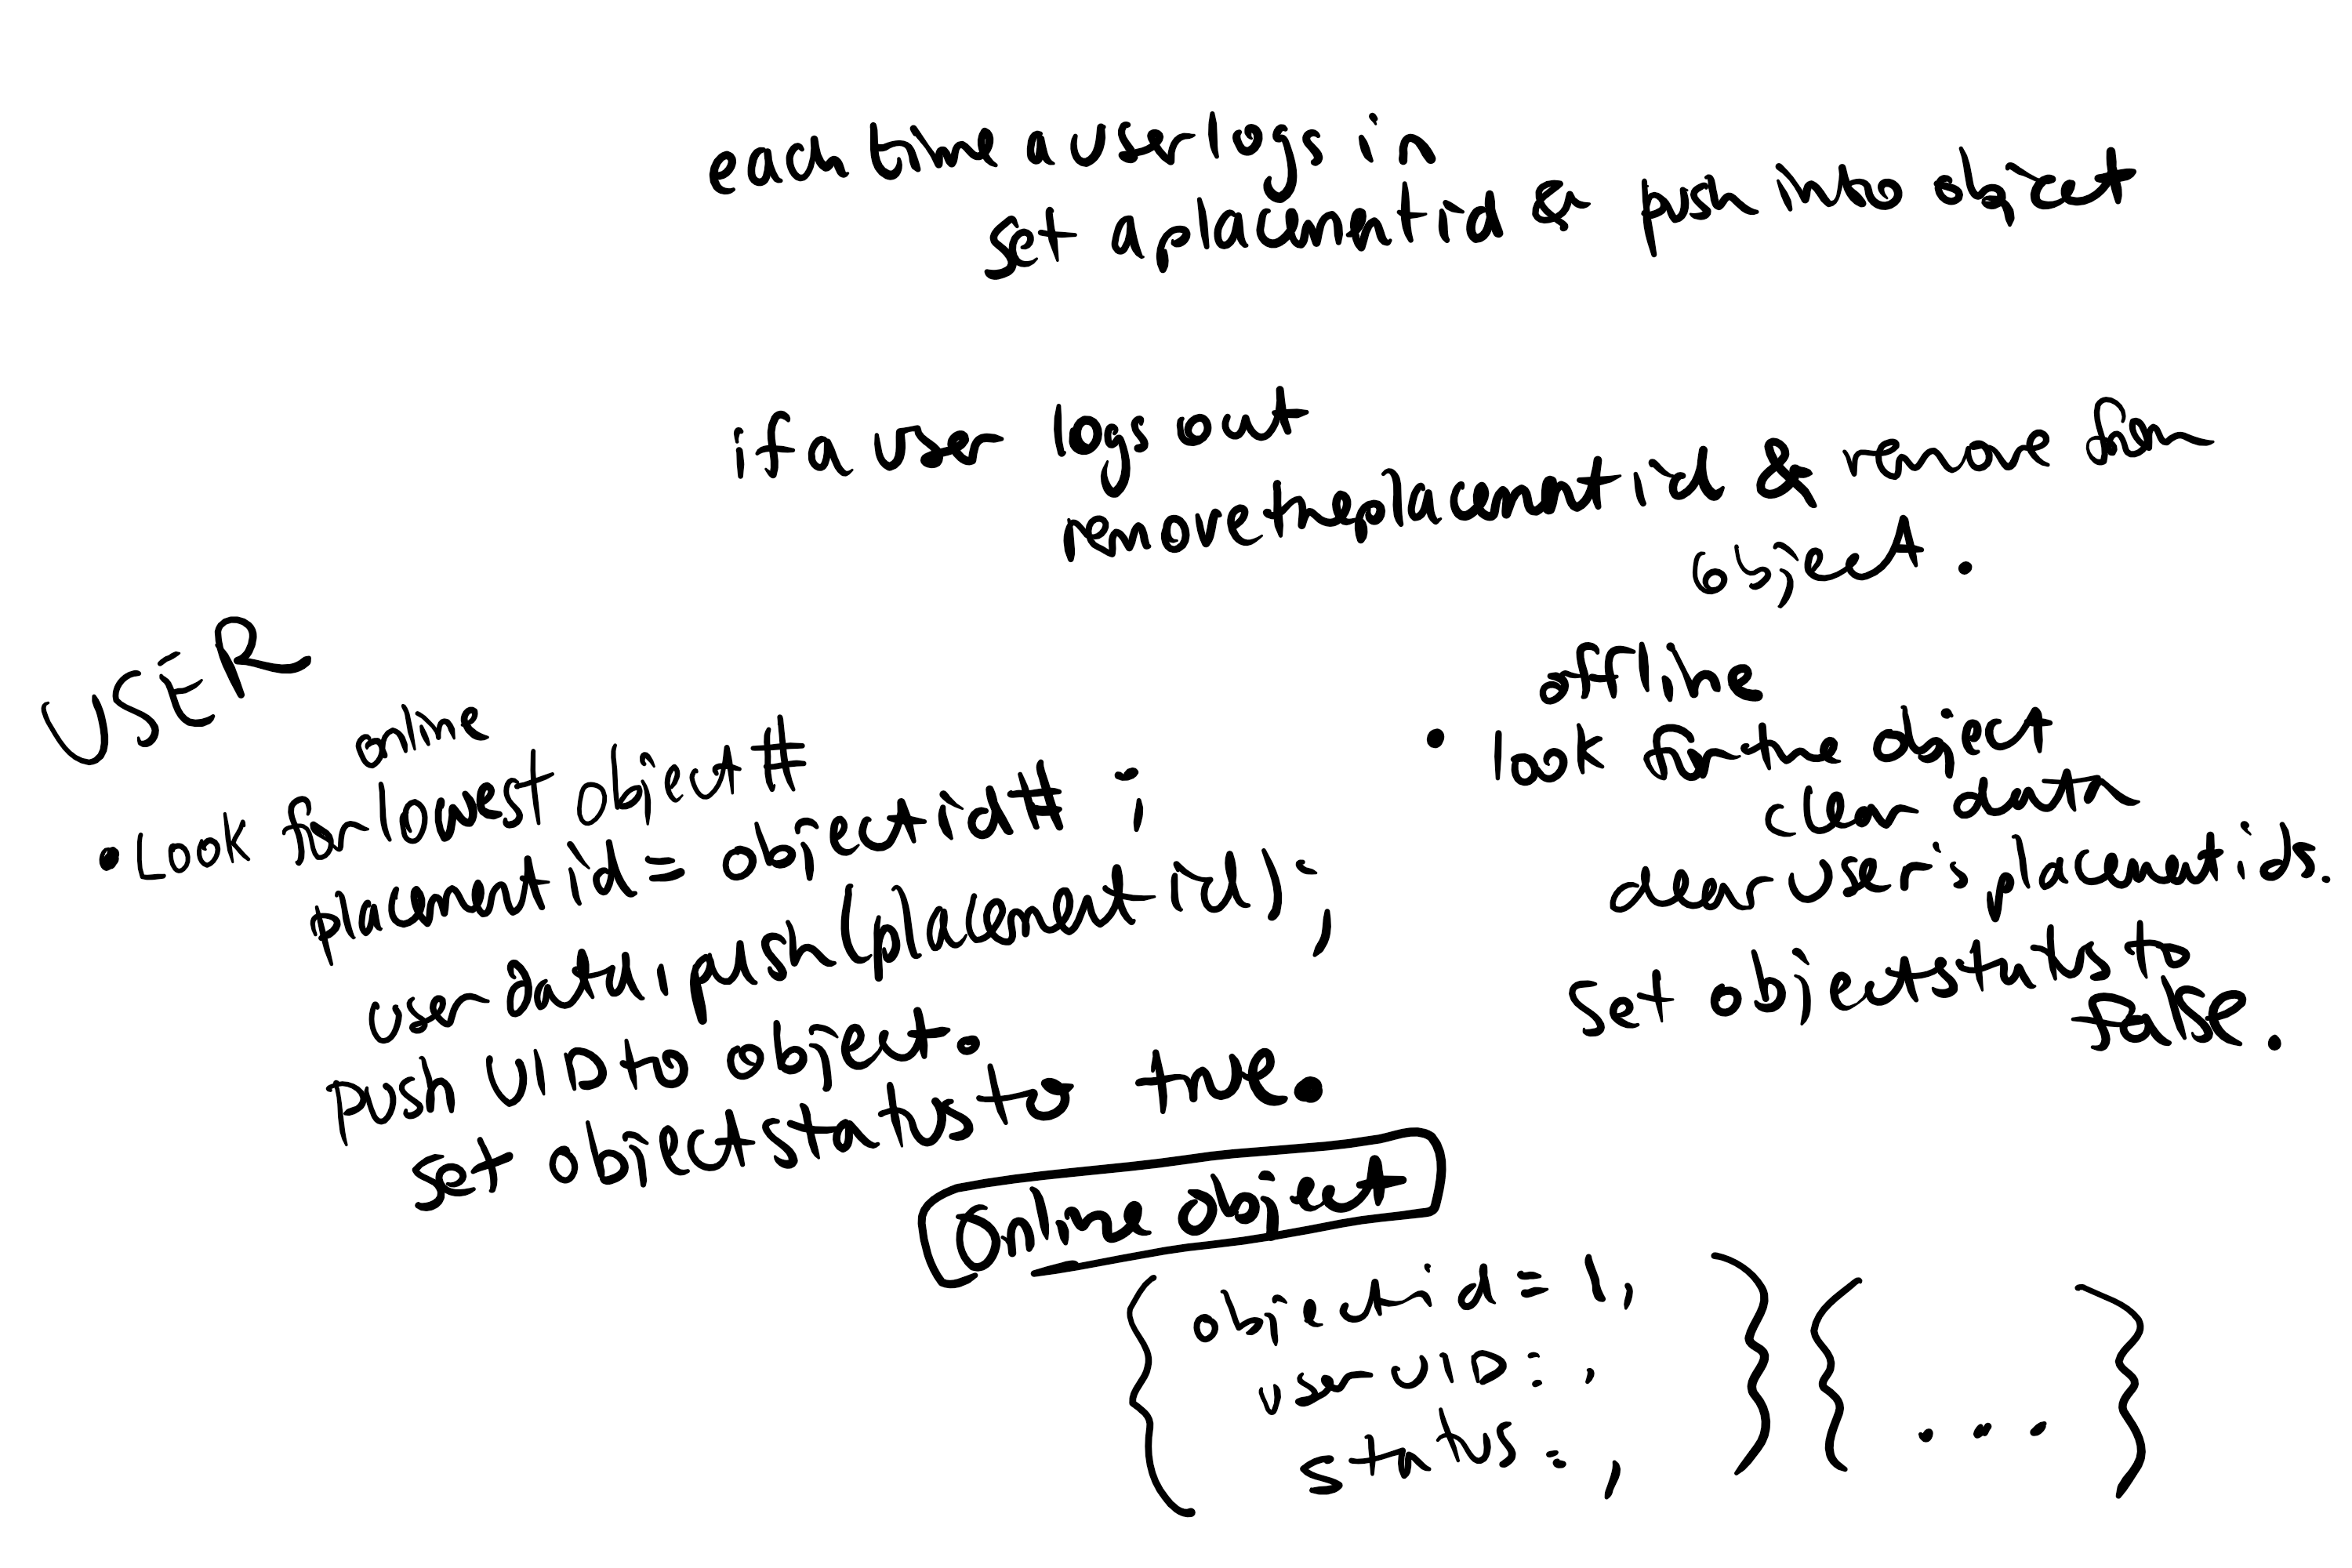 each time a user logs in
set a placement id & push into object
if a user logs out
remove the placement id & remove from
object.
USER
online
• look for lowest object #
placement id = object id # ;
user data . push (placement id) ;
push UID to object.
set object status to true.
offline
• look for the object
clear data
clear user's placement id.
set object status to
false.
Online object
{ object id = 1, } { ... }
user UID: ,
status: ,